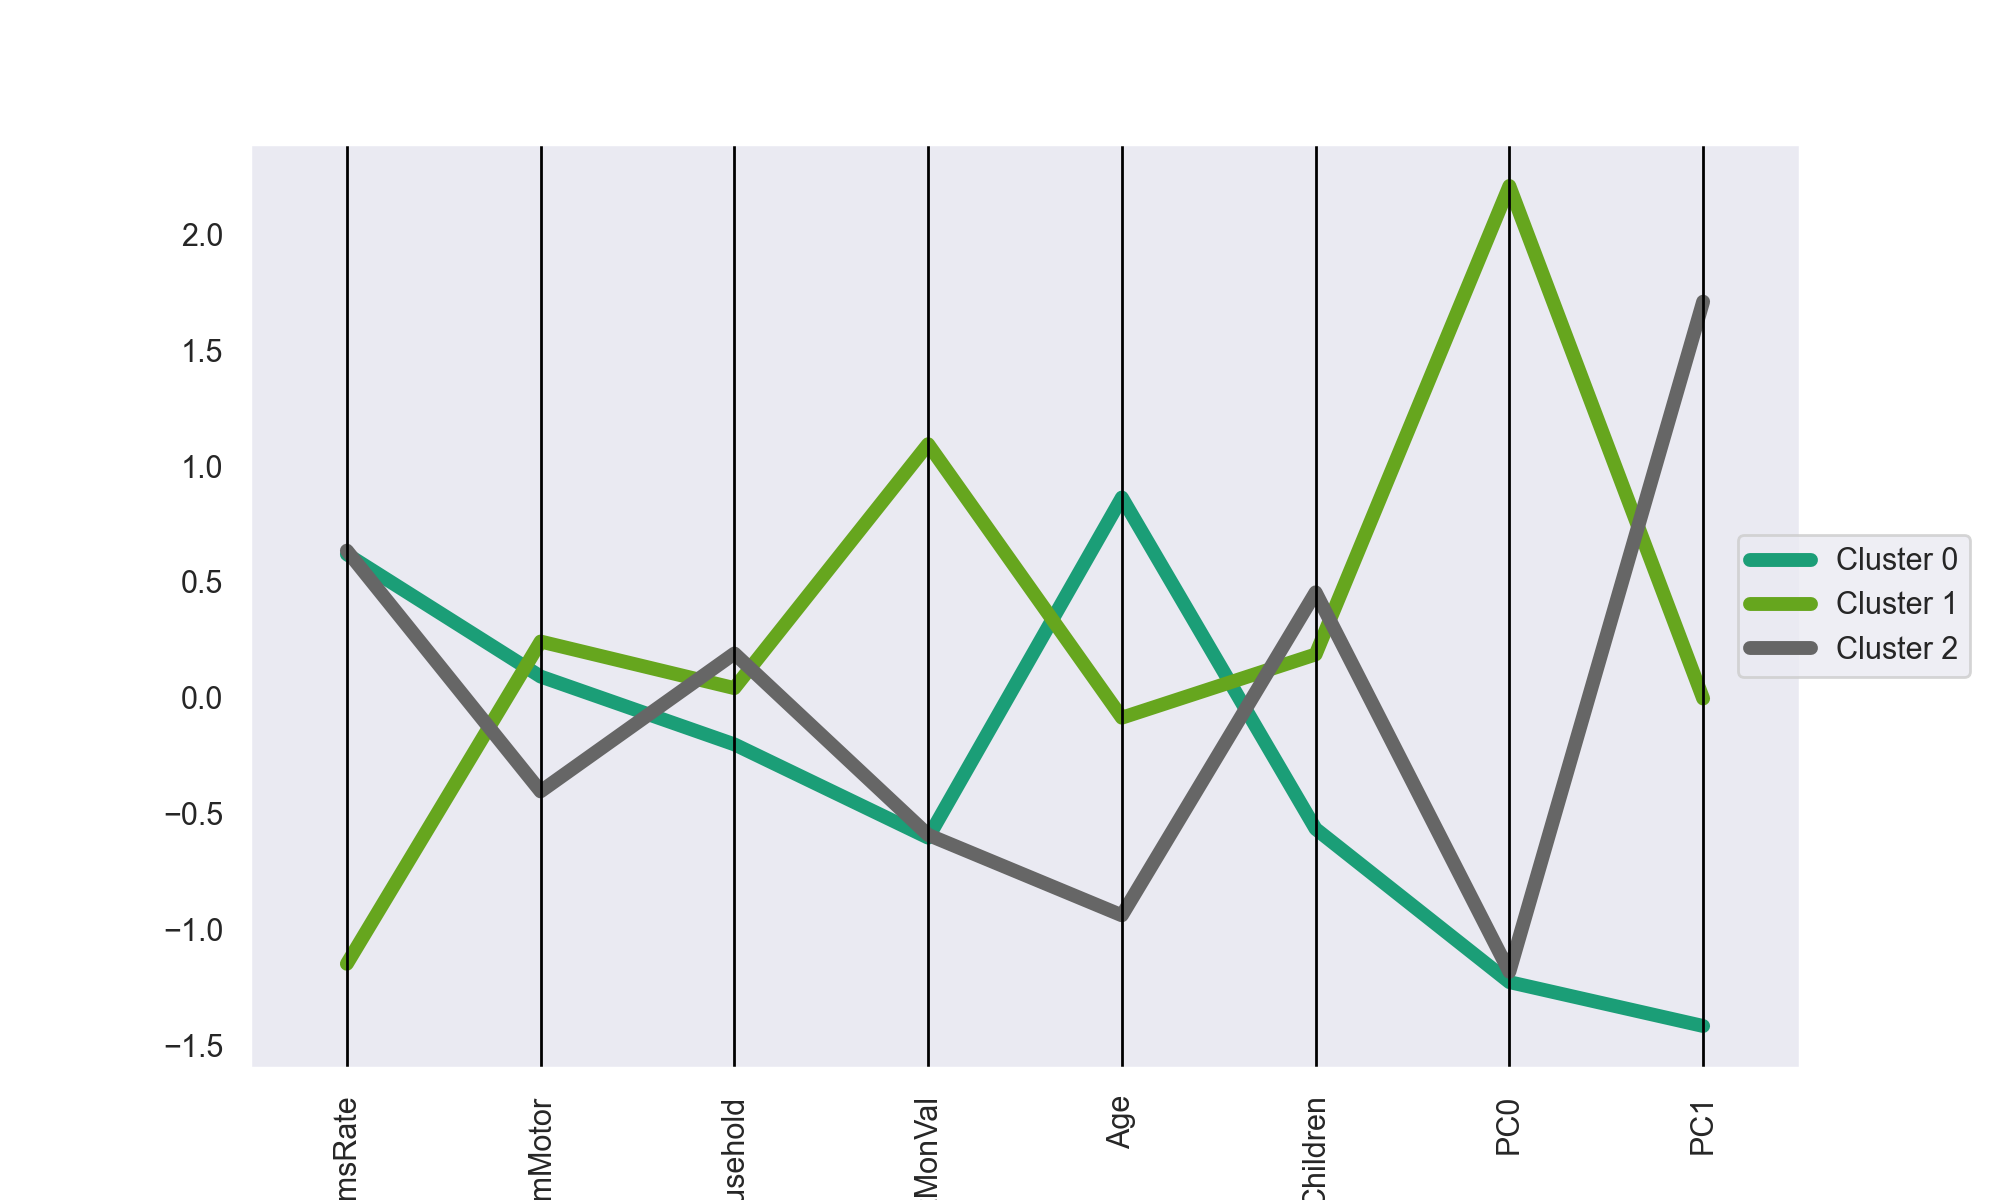 2.0
1.5
1.0
0.5
0.0
−0.5
−1.0
−1.5
msRate
mMotor
usehold
MonVal
Age
Children
PC0
PC1
Cluster 0
Cluster 1
Cluster 2